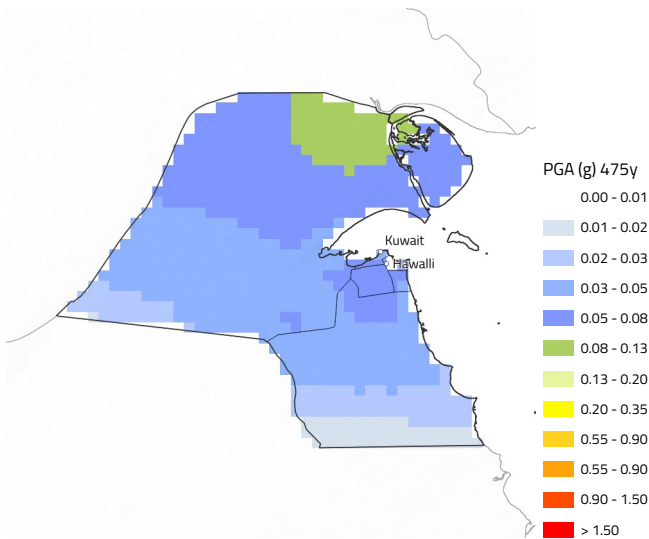 Kuwait
Hawalli
PGA (g) 475y
0.00 - 0.01
0.01 - 0.02
0.02 - 0.03
0.03 - 0.05
0.05 - 0.08
0.08 - 0.13
0.13 - 0.20
0.20 - 0.35
0.55 - 0.90
0.55 - 0.90
0.90 - 1.50
> 1.50